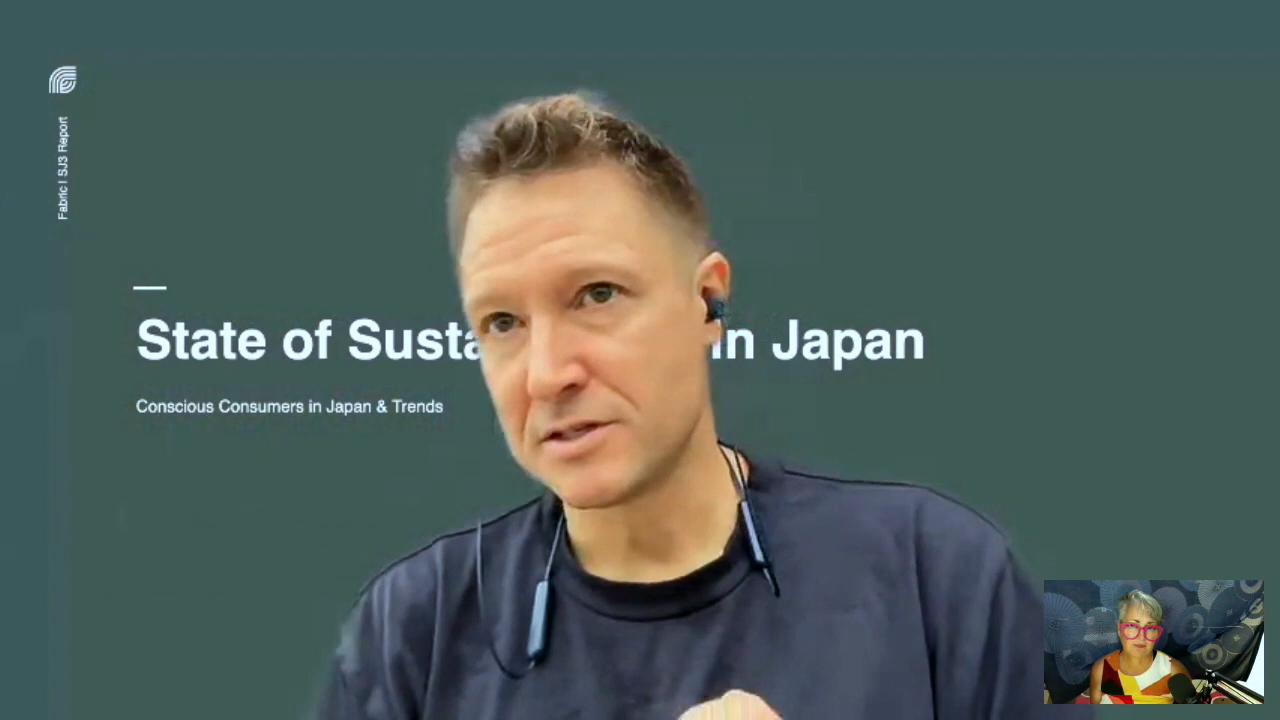 Fabric | SJ3 Report
State of Susta in Japan
Conscious Consumers in Japan & Trends